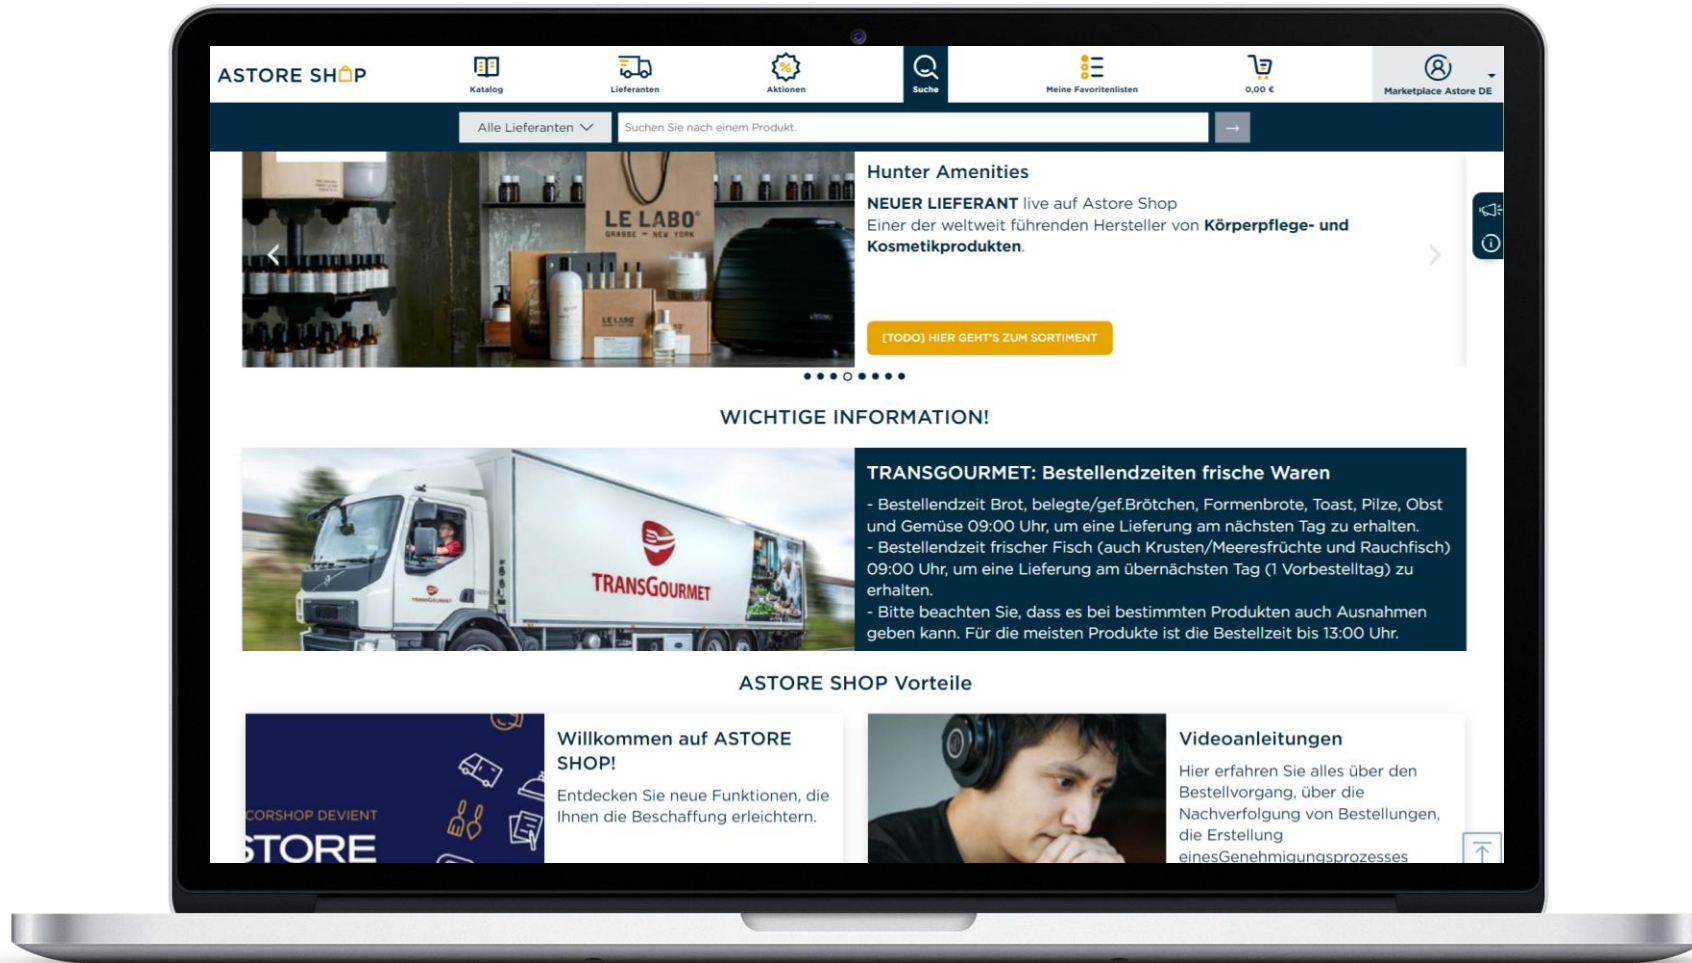 ASTORE SHOP
Katalog
Lieferanten
Aktionen
Suche
Meine Favoritenlisten
0,00 €
Marketplace Astore DE
Alle Lieferanten
Suchen Sie nach einem Produkt.
→
LE LABO
GRASSE — NEW YORK
LE LABO
Hunter Amenities
NEUER LIEFERANT live auf Astore Shop
Einer der weltweit führenden Hersteller von Körperpflege- und
Kosmetikprodukten.
[TODO] HIER GEHT'S ZUM SORTIMENT
WICHTIGE INFORMATION!
TRANSGOURMET
TRANSGOURMET
TRANSGOURMET: Bestellendzeiten frische Waren
- Bestellendzeit Brot, belegte/gef.Brötchen, Formenbrote, Toast, Pilze, Obst
und Gemüse 09:00 Uhr, um eine Lieferung am nächsten Tag zu erhalten.
- Bestellendzeit frischer Fisch (auch Krusten/Meeresfrüchte und Rauchfisch)
09:00 Uhr, um eine Lieferung am übernächsten Tag (1 Vorbestelltag) zu
erhalten.
- Bitte beachten Sie, dass es bei bestimmten Produkten auch Ausnahmen
geben kann. Für die meisten Produkte ist die Bestellzeit bis 13:00 Uhr.
ASTORE SHOP Vorteile
CORSHOP DEVIENT
STORE
Willkommen auf ASTORE
SHOP!
Entdecken Sie neue Funktionen, die
Ihnen die Beschaffung erleichtern.
Videoanleitungen
Hier erfahren Sie alles über den
Bestellvorgang, über die
Nachverfolgung von Bestellungen,
die Erstellung
einesGenehmigungsprozesses